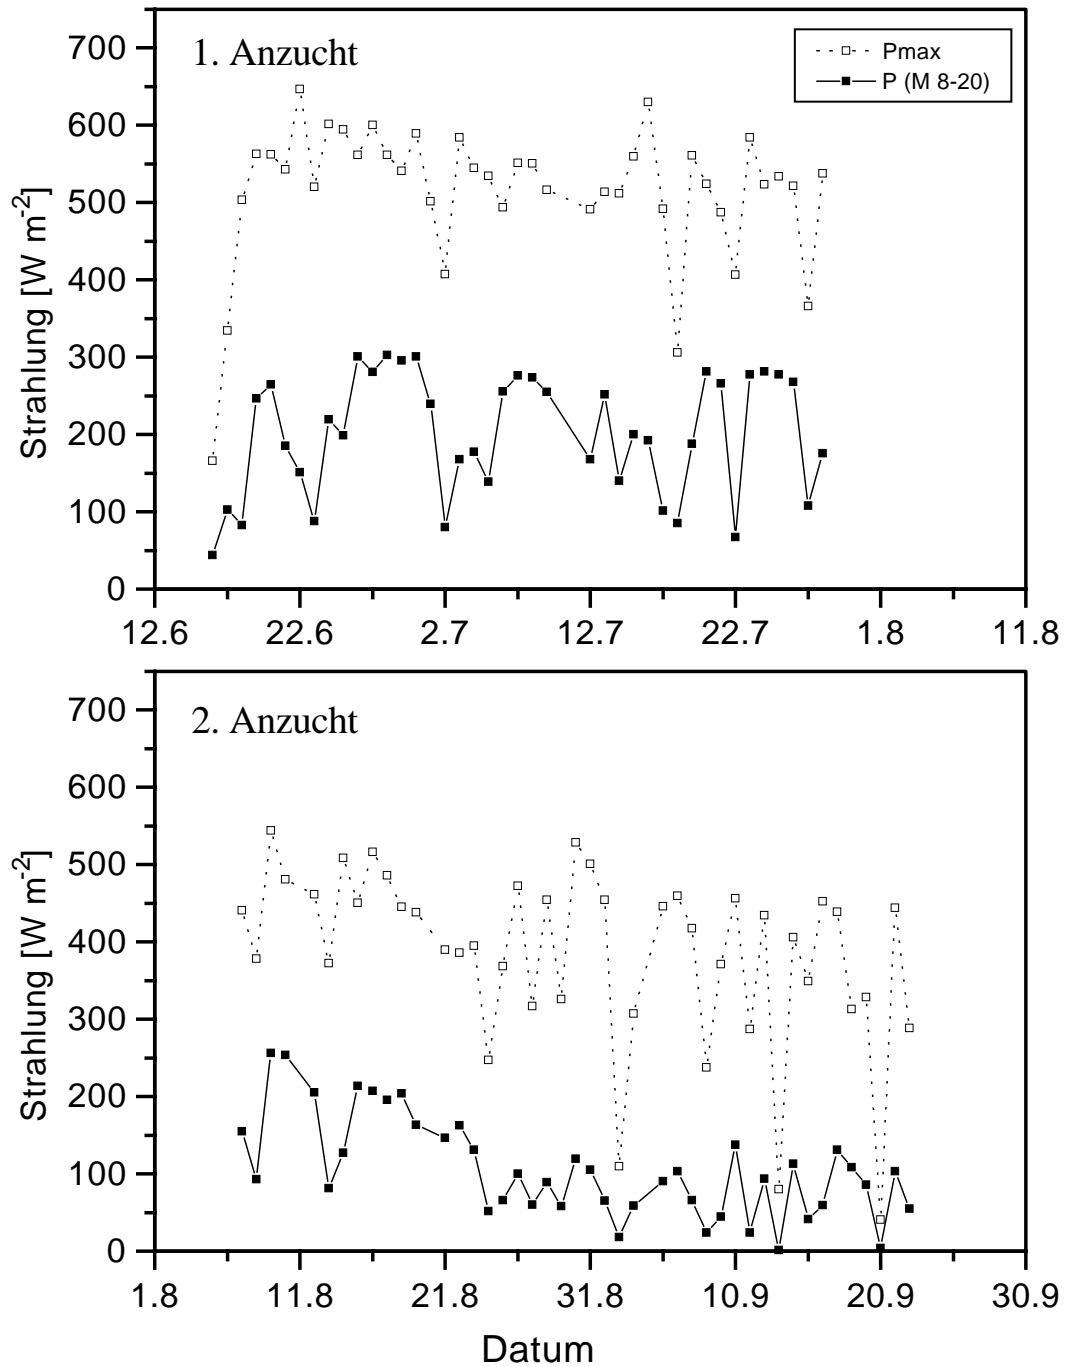 1. Anzucht
Pmax
P (M 8-20)
Strahlung [W m-2]
700
600
500
400
300
200
100
0
12.6 22.6 2.7 12.7 22.7 1.8 11.8
2. Anzucht
Strahlung [W m-2]
700
600
500
400
300
200
100
0
1.8 11.8 21.8 31.8 10.9 20.9 30.9
Datum